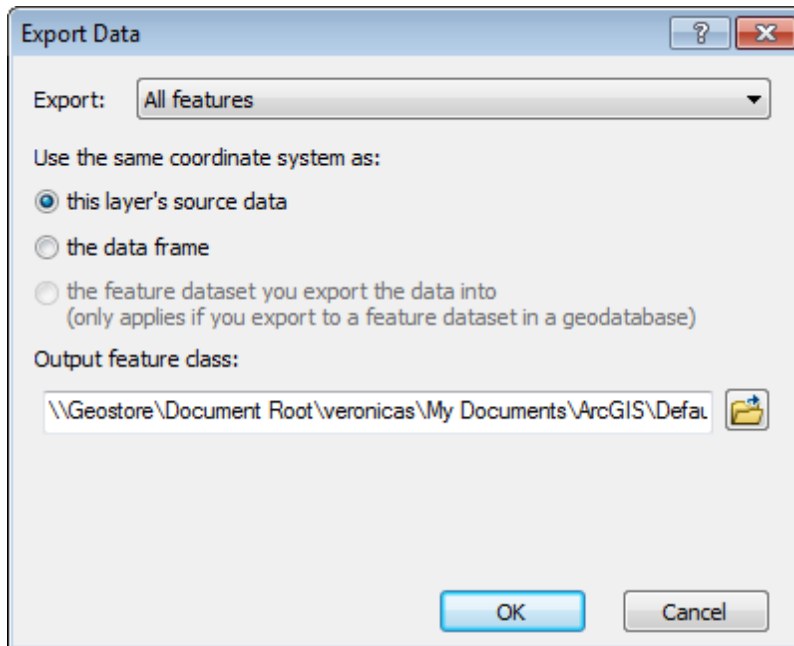 Export Data
Export: All features
Use the same coordinate system as:
this layer's source data
the data frame
the feature dataset you export the data into
(only applies if you export to a feature dataset in a geodatabase)
Output feature class:
\\Geostore\Document Root\veronicas\My Documents\ArcGIS\Defau
OK Cancel